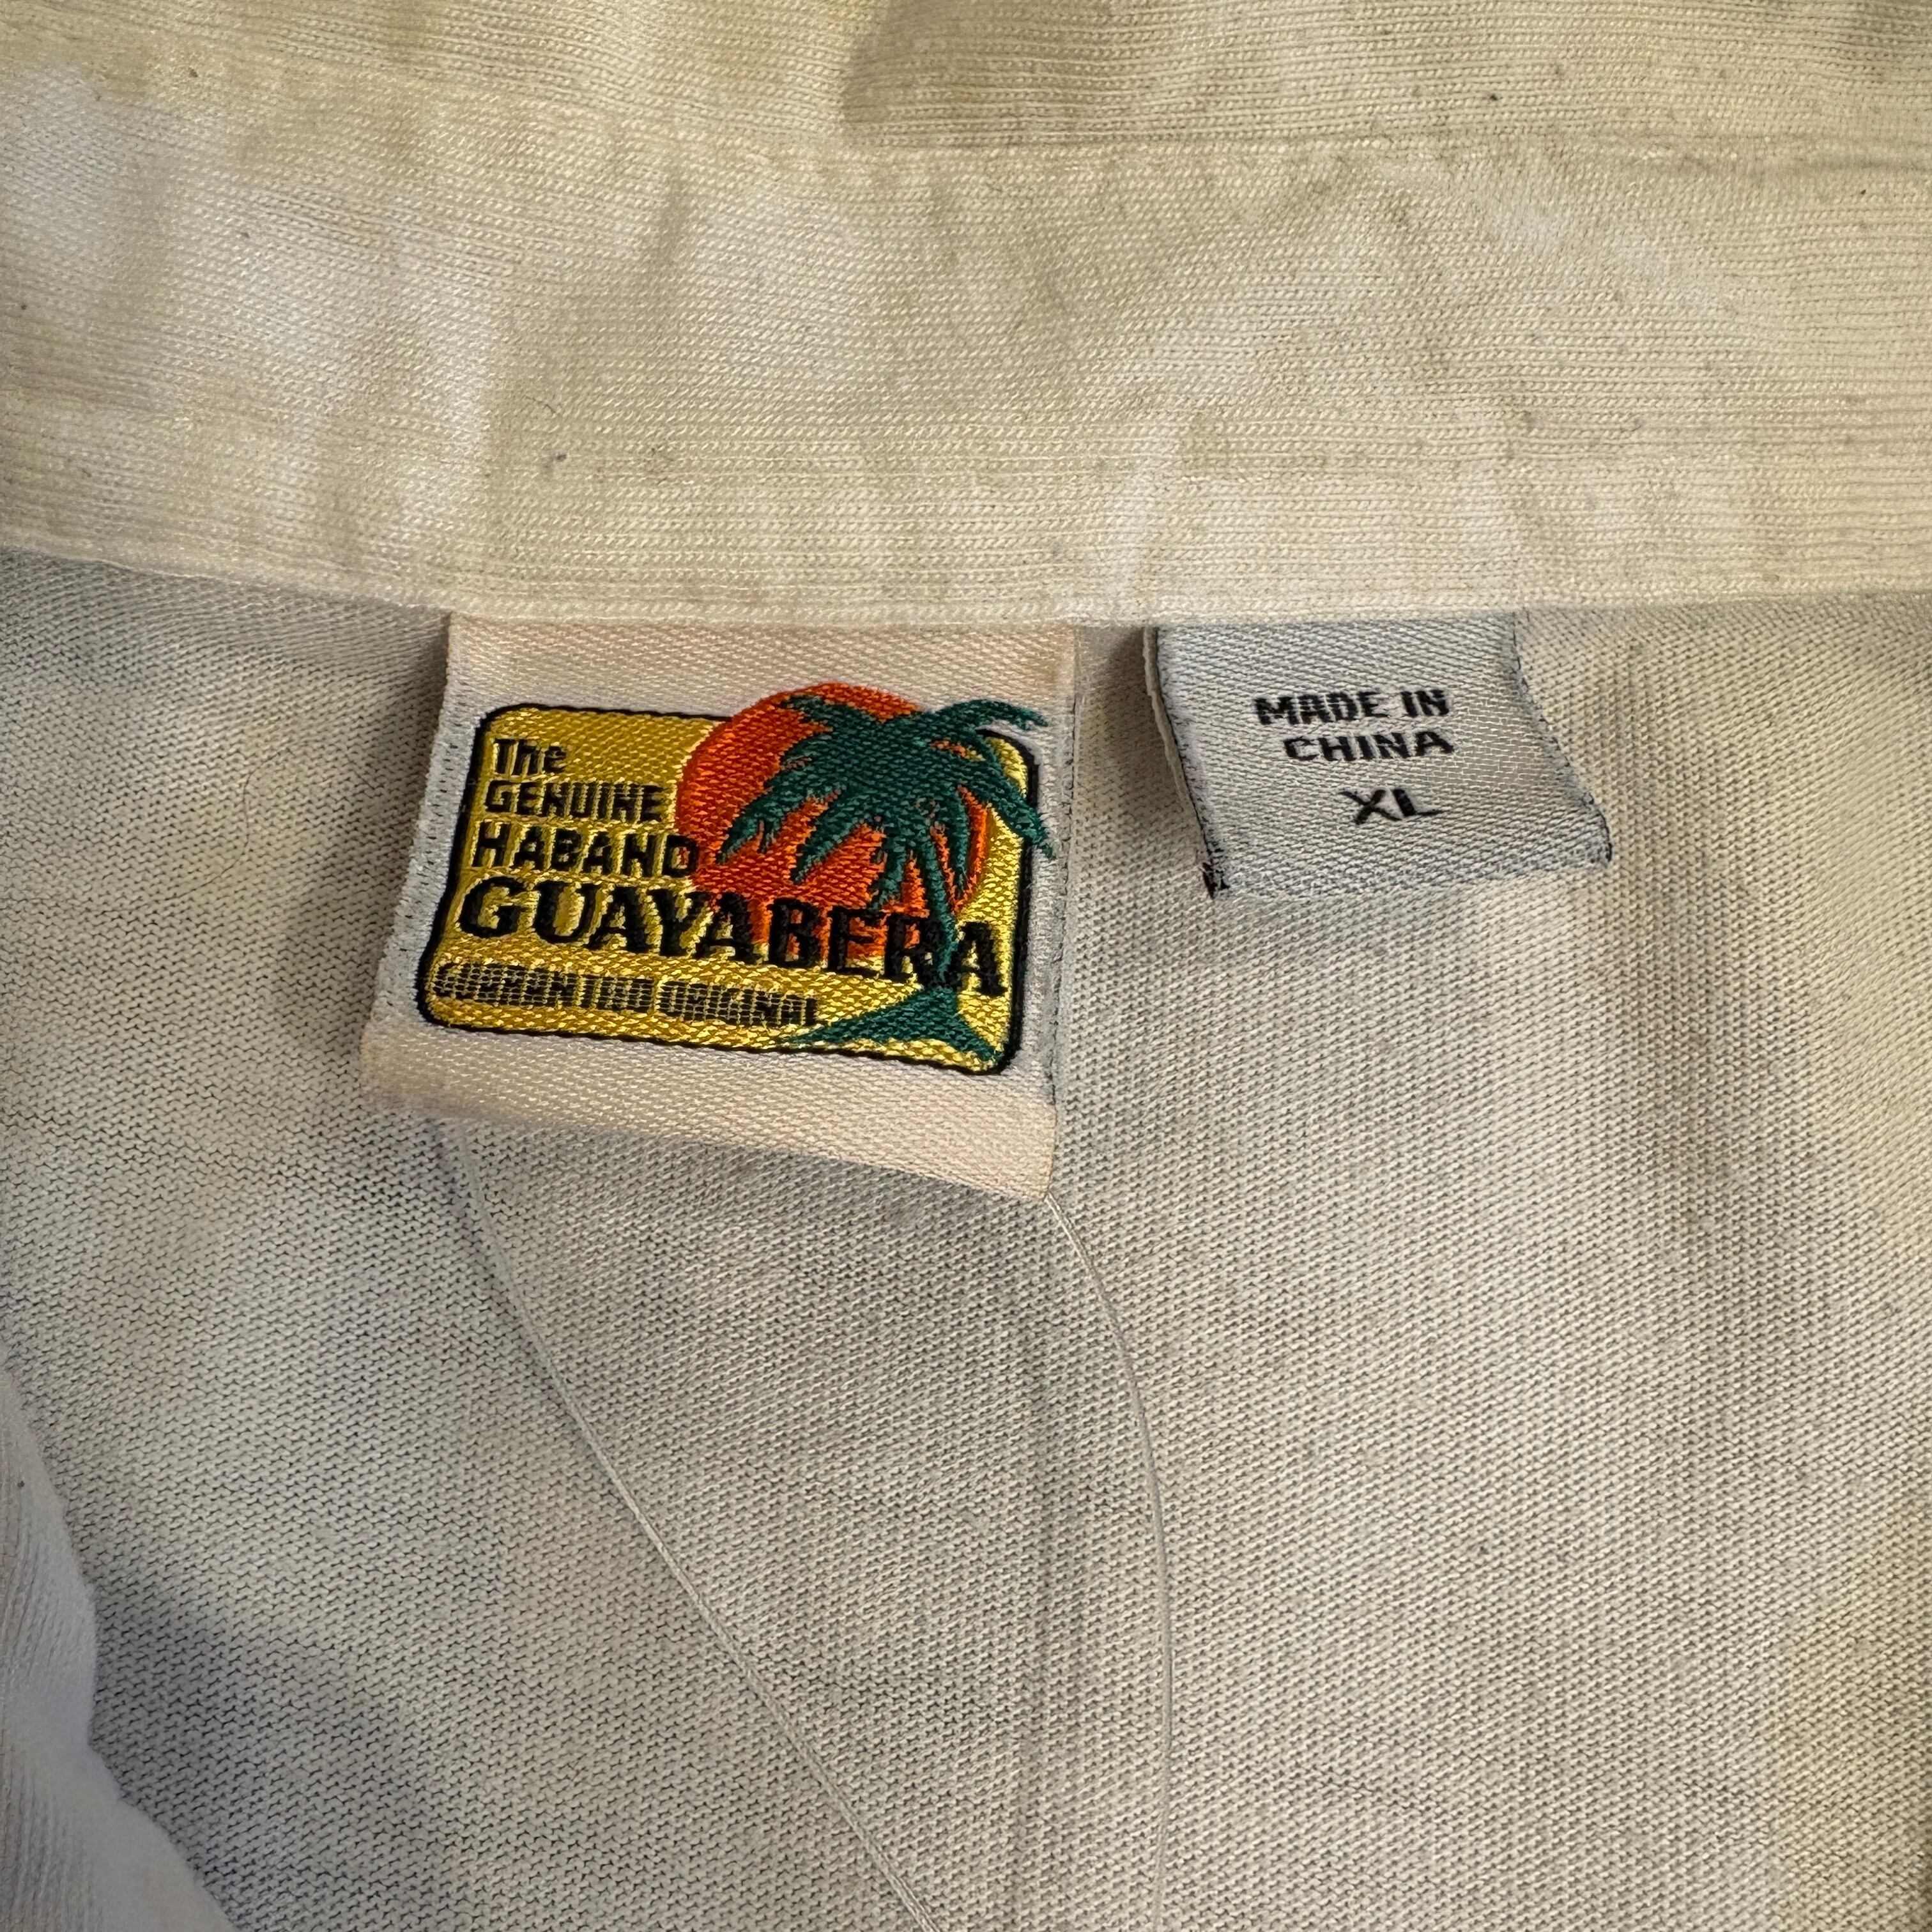 The
GENUINE
HABAND
GUAYABERA
GUARANTEED ORIGINAL
MADE IN
CHINA
XL